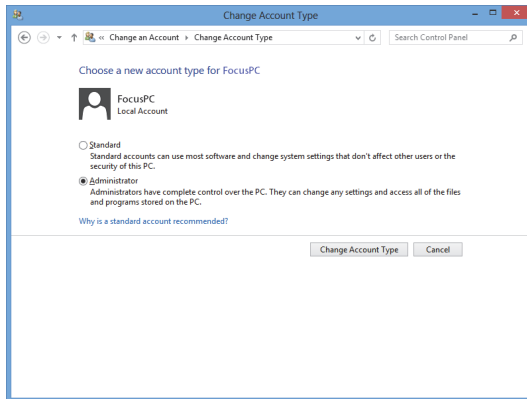 Change Account Type
« Change an Account ▸ Change Account Type
Search Control Panel
Choose a new account type for FocusPC
FocusPC
Local Account
Standard
Standard accounts can use most software and change system settings that don't affect other users or the
security of this PC.
Administrator
Administrators have complete control over the PC. They can change any settings and access all of the files
and programs stored on the PC.
Why is a standard account recommended?
Change Account Type
Cancel